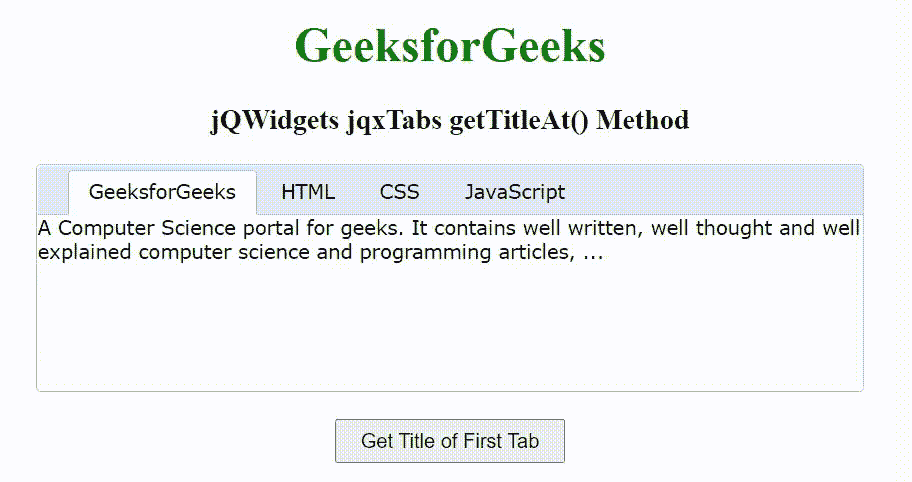 GeeksforGeeks
jQWidgets jqxTabs getTitleAt() Method
GeeksforGeeks HTML CSS JavaScript
A Computer Science portal for geeks. It contains well written, well thought and well
explained computer science and programming articles, ...
Get Title of First Tab